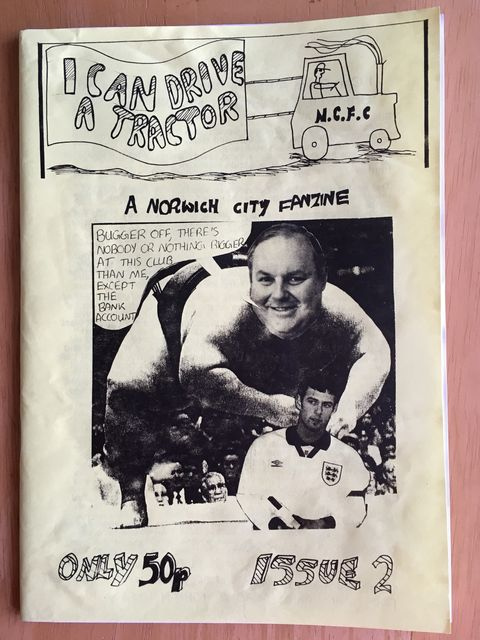 I CAN DRIVE
A TRACTOR
N.C.F.C
A NORWICH CITY FANZINE
BUGGER OFF, THERE'S
NOBODY OR NOTHING BIGGER
AT THIS CLUB
THAN ME,
EXCEPT
THE
BANK
ACCOUNT
ONLY 50p
ISSUE 2